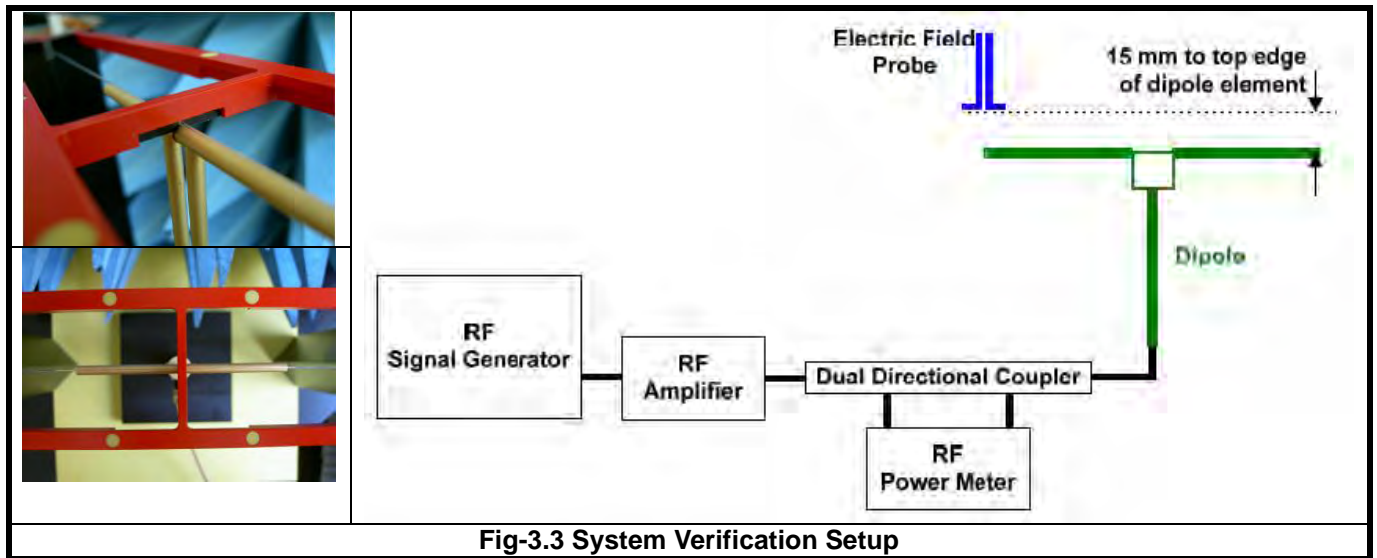 Electric Field
Probe
15 mm to top edge
of dipole element
Dipole
RF
Signal Generator
RF
Amplifier
Dual Directional Coupler
RF
Power Meter
Fig-3.3 System Verification Setup